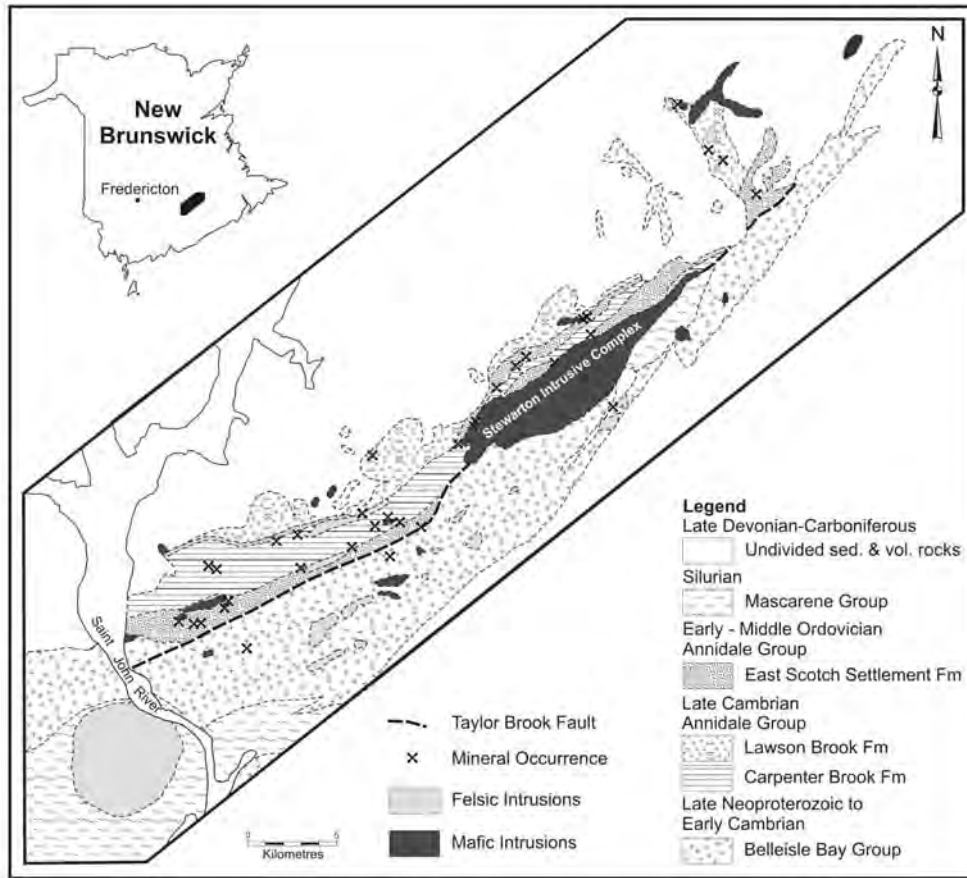 N
New
Brunswick
Fredericton
Stewarton Intrusive Complex
Saint John River
Taylor Brook Fault
Mineral Occurrence
Felsic Intrusions
Mafic Intrusions
Kilometres
Legend
Late Devonian-Carboniferous
Undivided sed. & vol. rocks
Silurian
Mascarene Group
Early - Middle Ordovician
Annidale Group
East Scotch Settlement Fm
Late Cambrian
Annidale Group
Lawson Brook Fm
Carpenter Brook Fm
Late Neoproterozoic to
Early Cambrian
Belleisle Bay Group